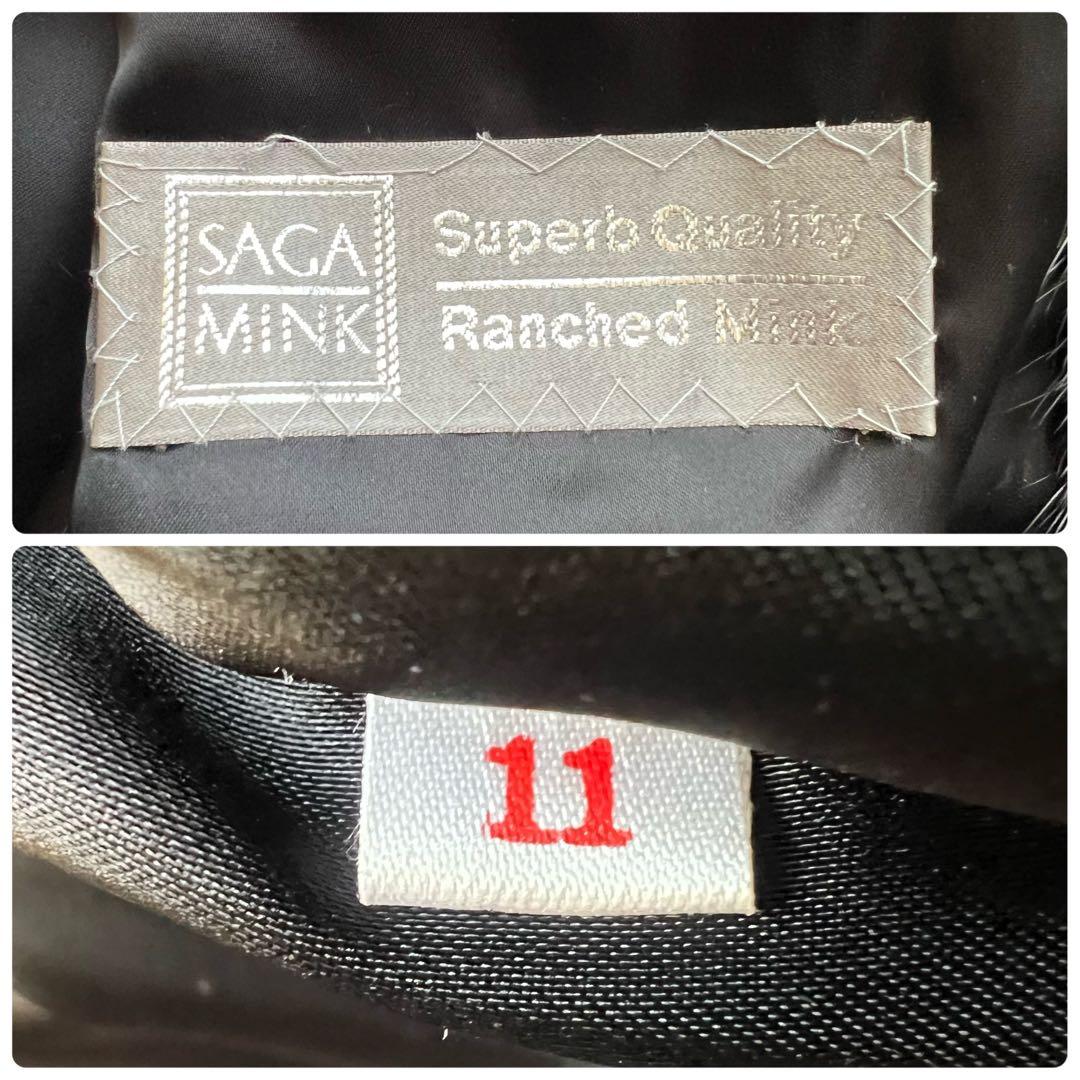 SAGA
MINK
Superb Quality
Ranched Mink
11